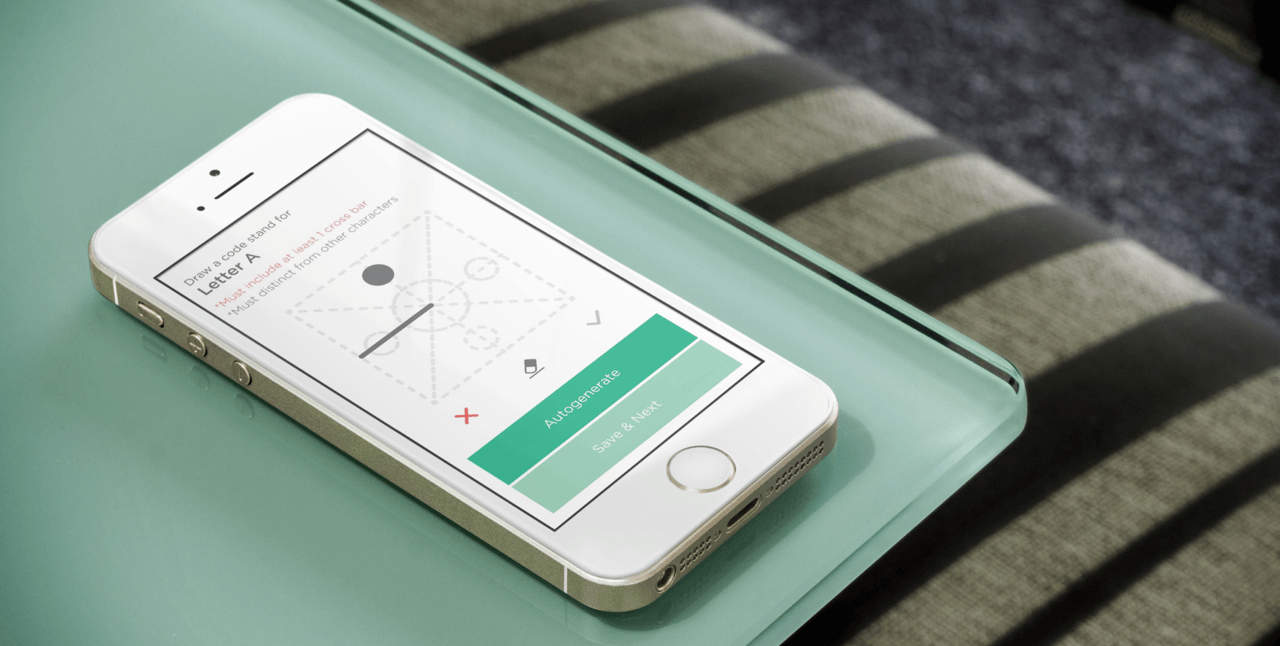 Draw a code stand for
Letter A
*Must include at least 1 cross bar
*Must distinct from other characters
Autogenerate
Save & Next